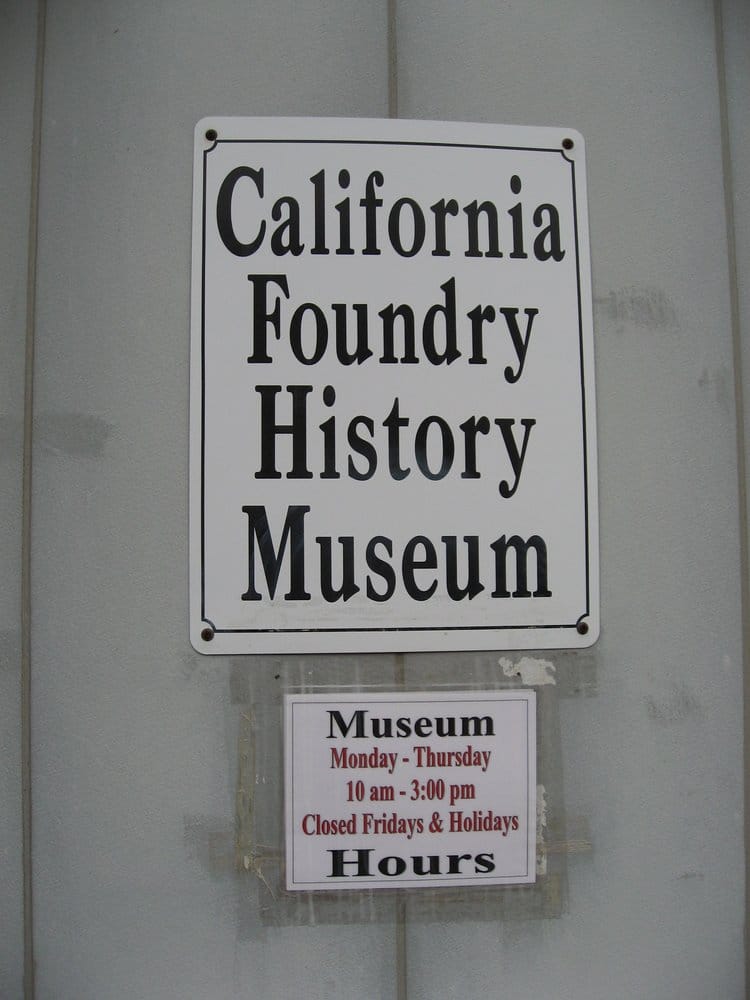 California
Foundry
History
Museum
Museum
Monday - Thursday
10 am - 3:00 pm
Closed Fridays & Holidays
Hours